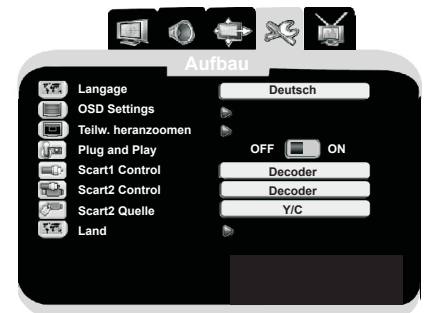 Aufbau
Langage Deutsch
OSD Settings
Teilw. heranzoomen
Plug and Play OFF ON
Scart1 Control Decoder
Scart2 Control Decoder
Scart2 Quelle Y/C
Land